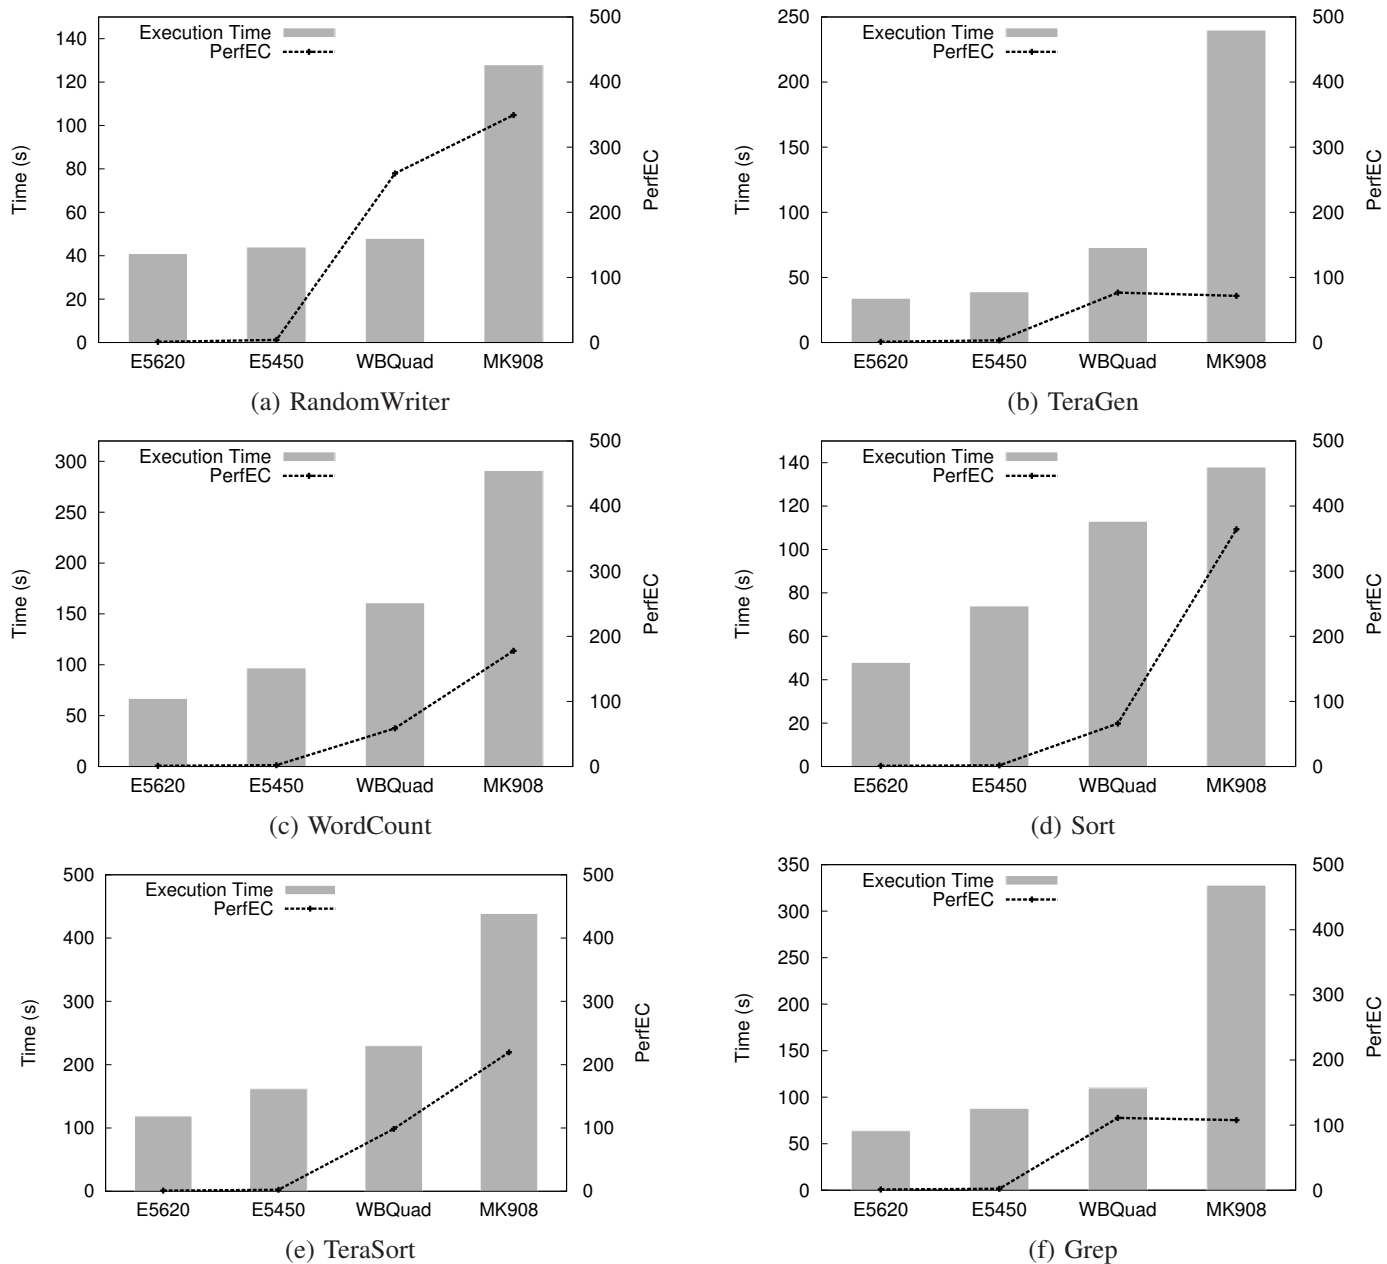 Execution Time
PerfEC
Time (s)
140
120
100
80
60
40
20
0
500
400
300
200
100
0
PerfEC
E5620 E5450 WBQuad MK908
(a) RandomWriter
Execution Time
PerfEC
Time (s)
250
200
150
100
50
0
500
400
300
200
100
0
PerfEC
E5620 E5450 WBQuad MK908
(b) TeraGen
Execution Time
PerfEC
Time (s)
300
250
200
150
100
50
0
500
400
300
200
100
0
PerfEC
E5620 E5450 WBQuad MK908
(c) WordCount
Execution Time
PerfEC
Time (s)
140
120
100
80
60
40
20
0
500
400
300
200
100
0
PerfEC
E5620 E5450 WBQuad MK908
(d) Sort
Execution Time
PerfEC
Time (s)
500
400
300
200
100
0
500
400
300
200
100
0
PerfEC
E5620 E5450 WBQuad MK908
(e) TeraSort
Execution Time
PerfEC
Time (s)
350
300
250
200
150
100
50
0
500
400
300
200
100
0
PerfEC
E5620 E5450 WBQuad MK908
(f) Grep